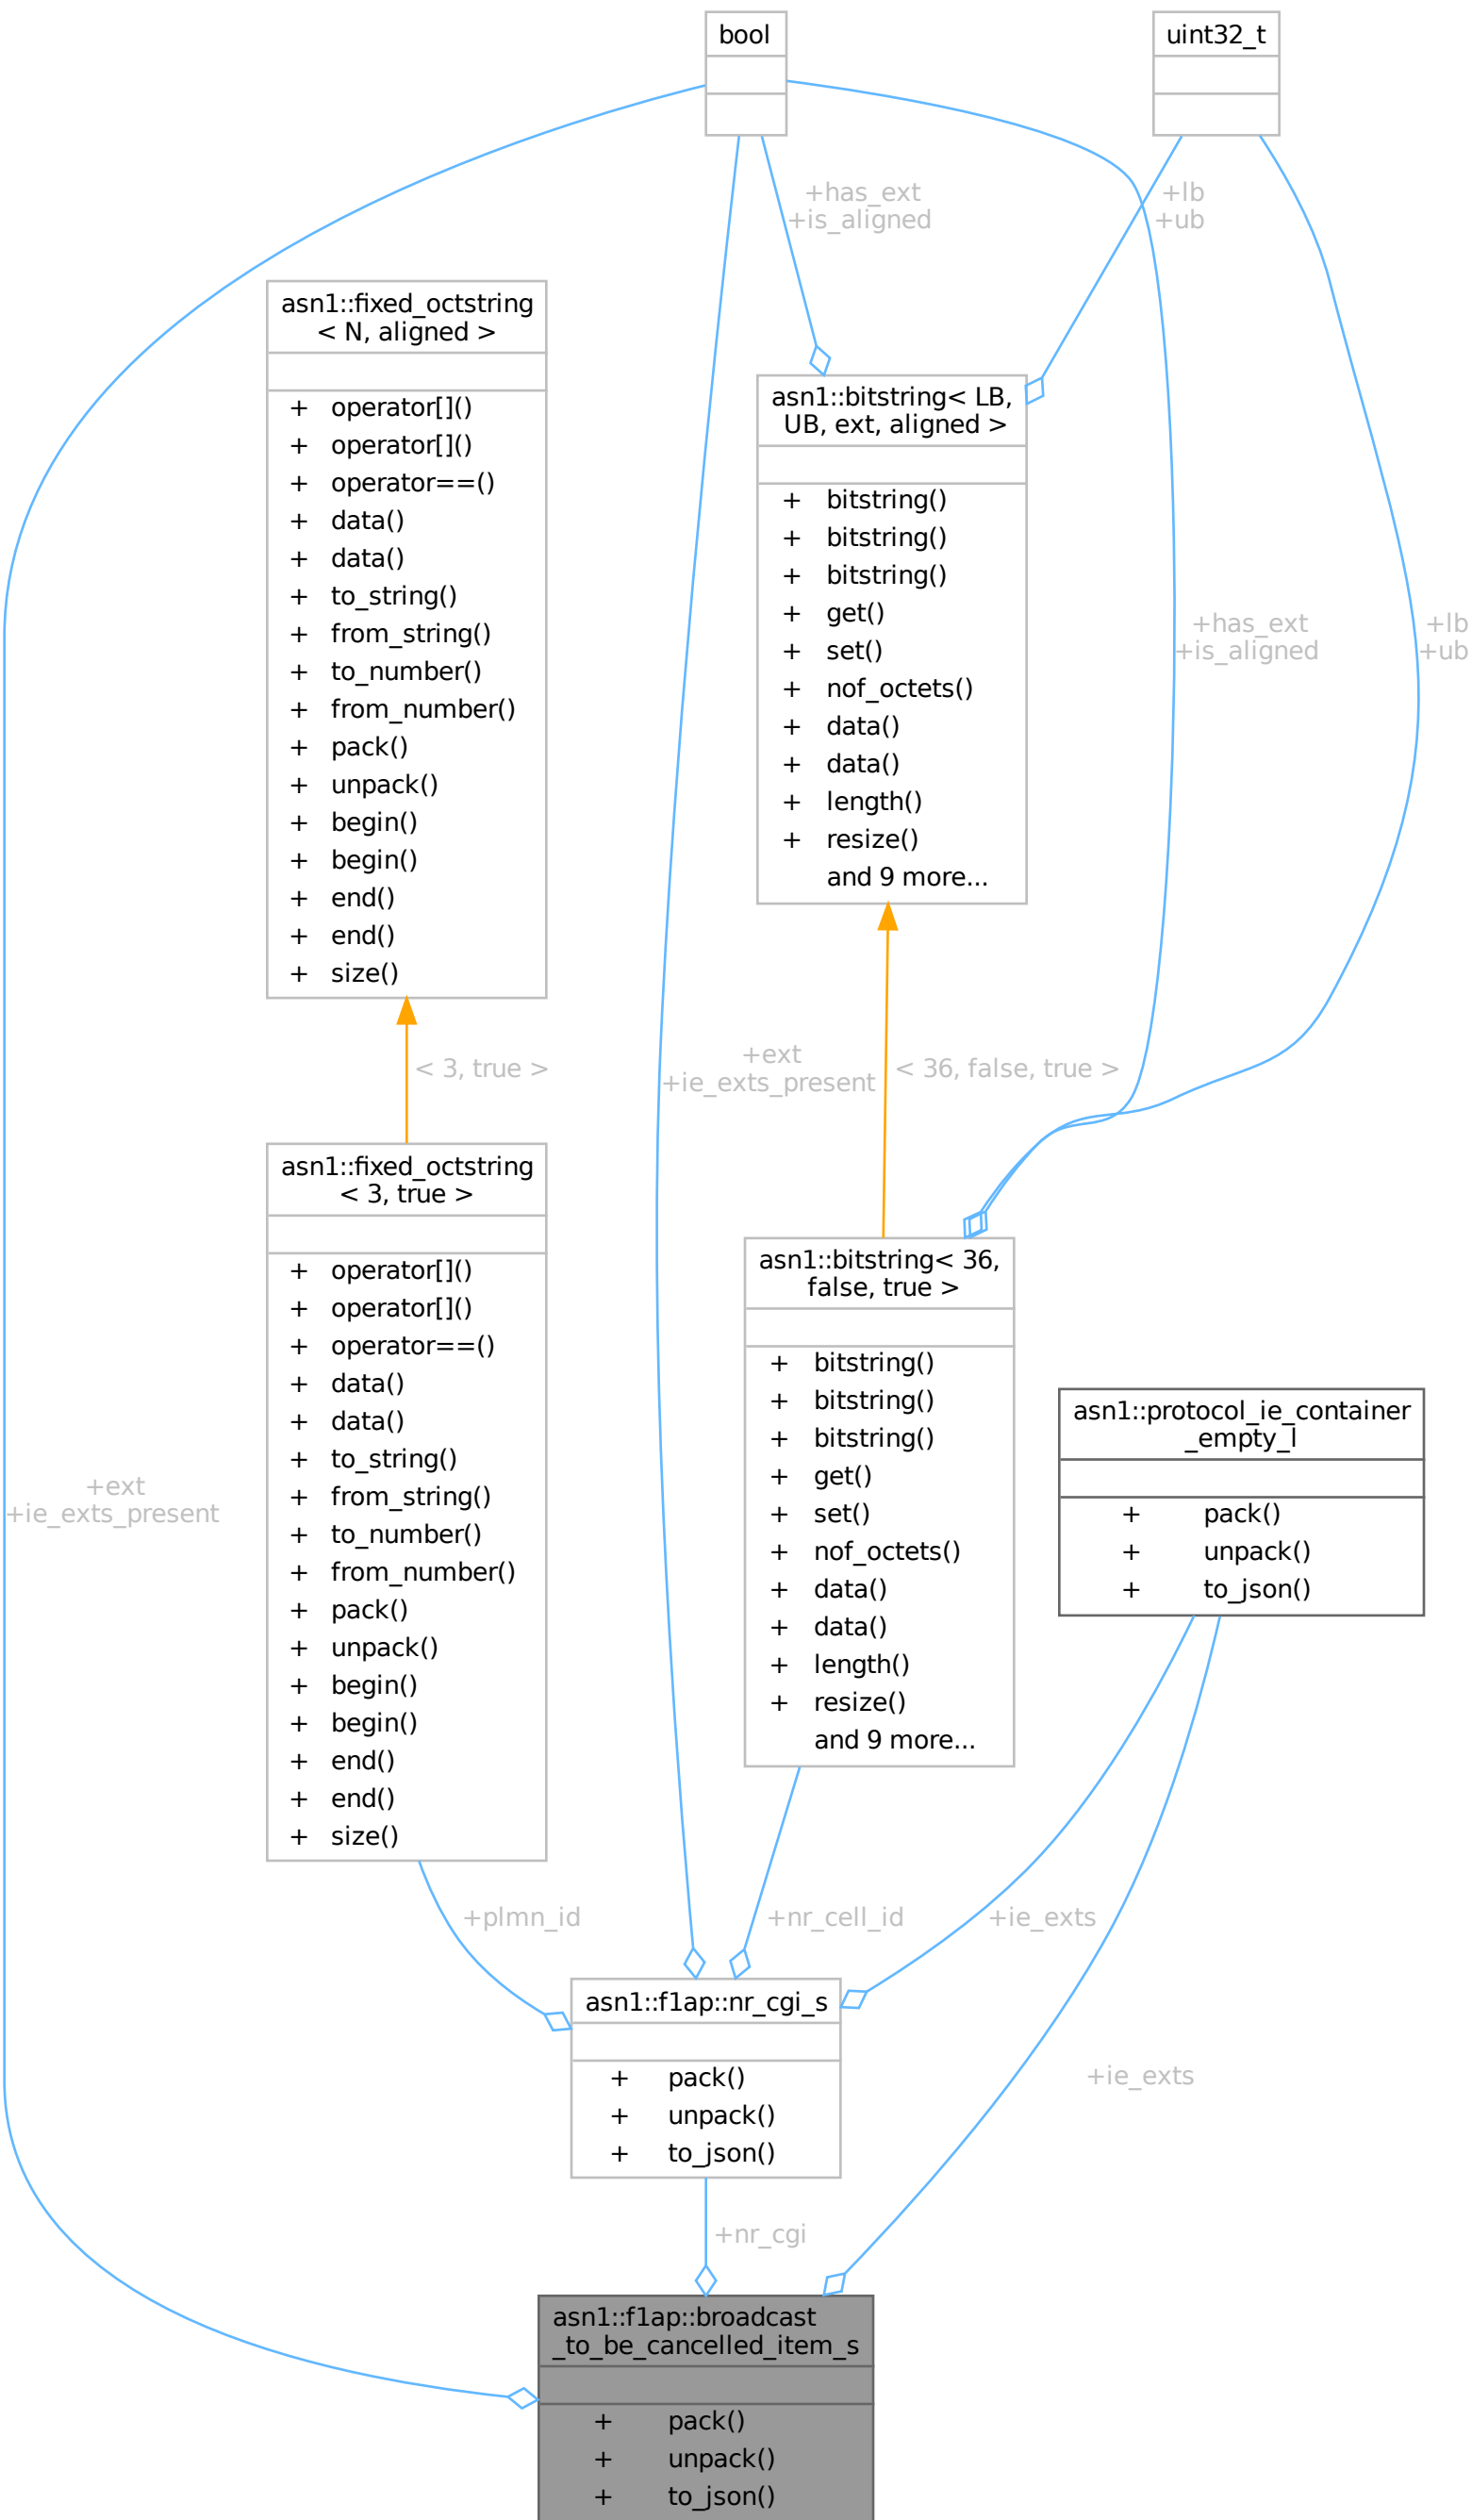 bool
uint32_t
+has_ext
+is_aligned
+lb
+ub
asn1::fixed_octstring
< N, aligned >
+ operator[]()
+ operator[]()
+ operator==()
+ data()
+ data()
+ to_string()
+ from_string()
+ to_number()
+ from_number()
+ pack()
+ unpack()
+ begin()
+ begin()
+ end()
+ end()
+ size()
asn1::bitstring< LB,
UB, ext, aligned >
+ bitstring()
+ bitstring()
+ bitstring()
+ get()
+ set()
+ nof_octets()
+ data()
+ data()
+ length()
+ resize()
and 9 more...
+has_ext
+is_aligned
+lb
+ub
< 3, true >
+ext
+ie_exts_present
< 36, false, true >
asn1::fixed_octstring
< 3, true >
+ operator[]()
+ operator[]()
+ operator==()
+ data()
+ data()
+ to_string()
+ from_string()
+ to_number()
+ from_number()
+ pack()
+ unpack()
+ begin()
+ begin()
+ end()
+ end()
+ size()
asn1::bitstring< 36,
false, true >
+ bitstring()
+ bitstring()
+ bitstring()
+ get()
+ set()
+ nof_octets()
+ data()
+ data()
+ length()
+ resize()
and 9 more...
asn1::protocol_ie_container
_empty_l
+ pack()
+ unpack()
+ to_json()
+ext
+ie_exts_present
+plmn_id
+nr_cell_id
+ie_exts
asn1::f1ap::nr_cgi_s
+ pack()
+ unpack()
+ to_json()
+ie_exts
+nr_cgi
asn1::f1ap::broadcast
_to_be_cancelled_item_s
+ pack()
+ unpack()
+ to_json()